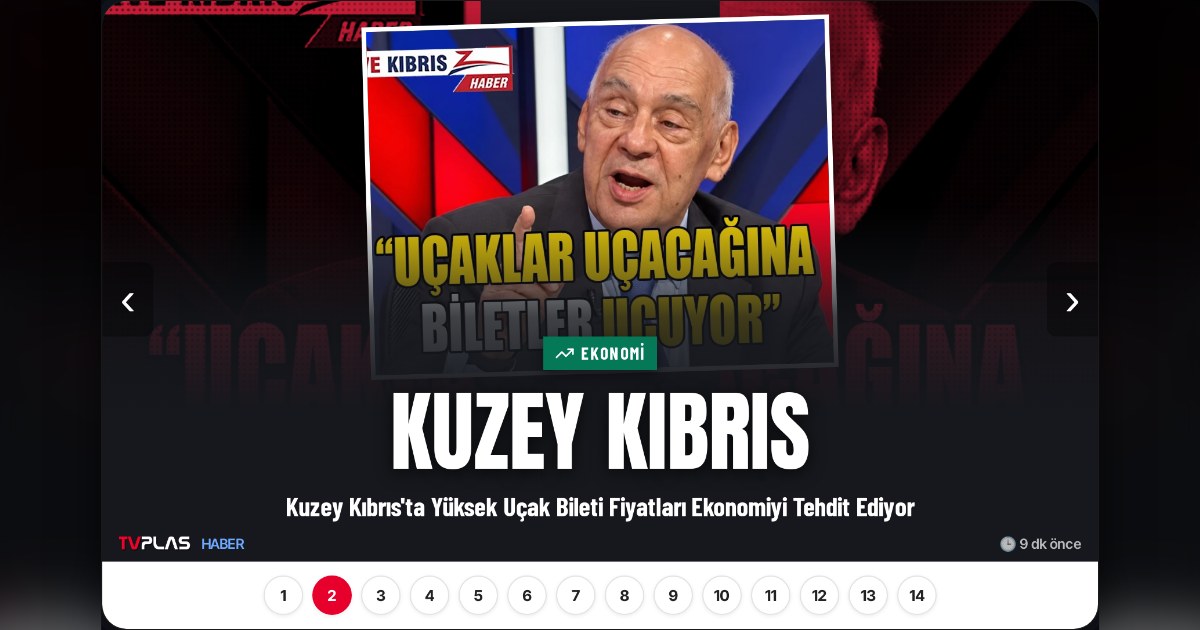 VE KIBRIS
HABER
“UÇAKLAR UÇACAĞINA
BİLETLER UÇUYOR”
EKONOMİ
KUZEY KIBRIS
Kuzey Kıbrıs'ta Yüksek Uçak Bileti Fiyatları Ekonomiyi Tehdit Ediyor
TVPLAS HABER
9 dk önce
1 2 3 4 5 6 7 8 9 10 11 12 13 14